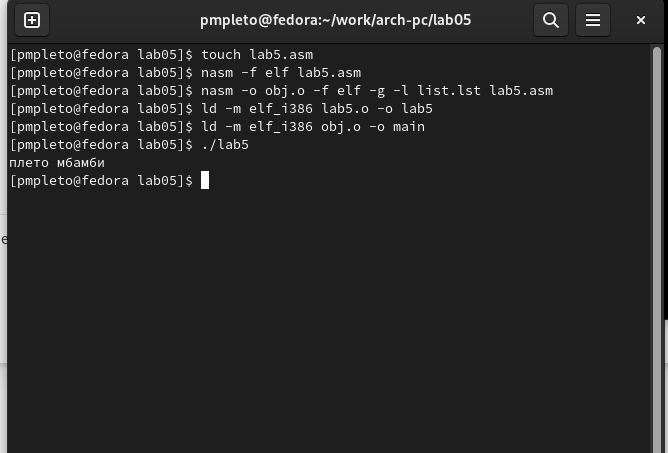 pmpleto@fedora:~/work/arch-pc/lab05
[pmpleto@fedora lab05]$ touch lab5.asm
[pmpleto@fedora lab05]$ nasm -f elf lab5.asm
[pmpleto@fedora lab05]$ nasm -o obj.o -f elf -g -l list.lst lab5.asm
[pmpleto@fedora lab05]$ ld -m elf_i386 lab5.o -o lab5
[pmpleto@fedora lab05]$ ld -m elf_i386 obj.o -o main
[pmpleto@fedora lab05]$ ./lab5
плето мбамби
[pmpleto@fedora lab05]$